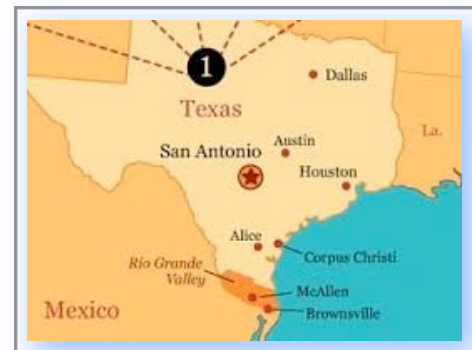 1
Dallas
Texas
Austin
La.
San Antonio
Houston
Alice
Corpus Christi
Rio Grande
Valley
McAllen
Mexico
Brownsville